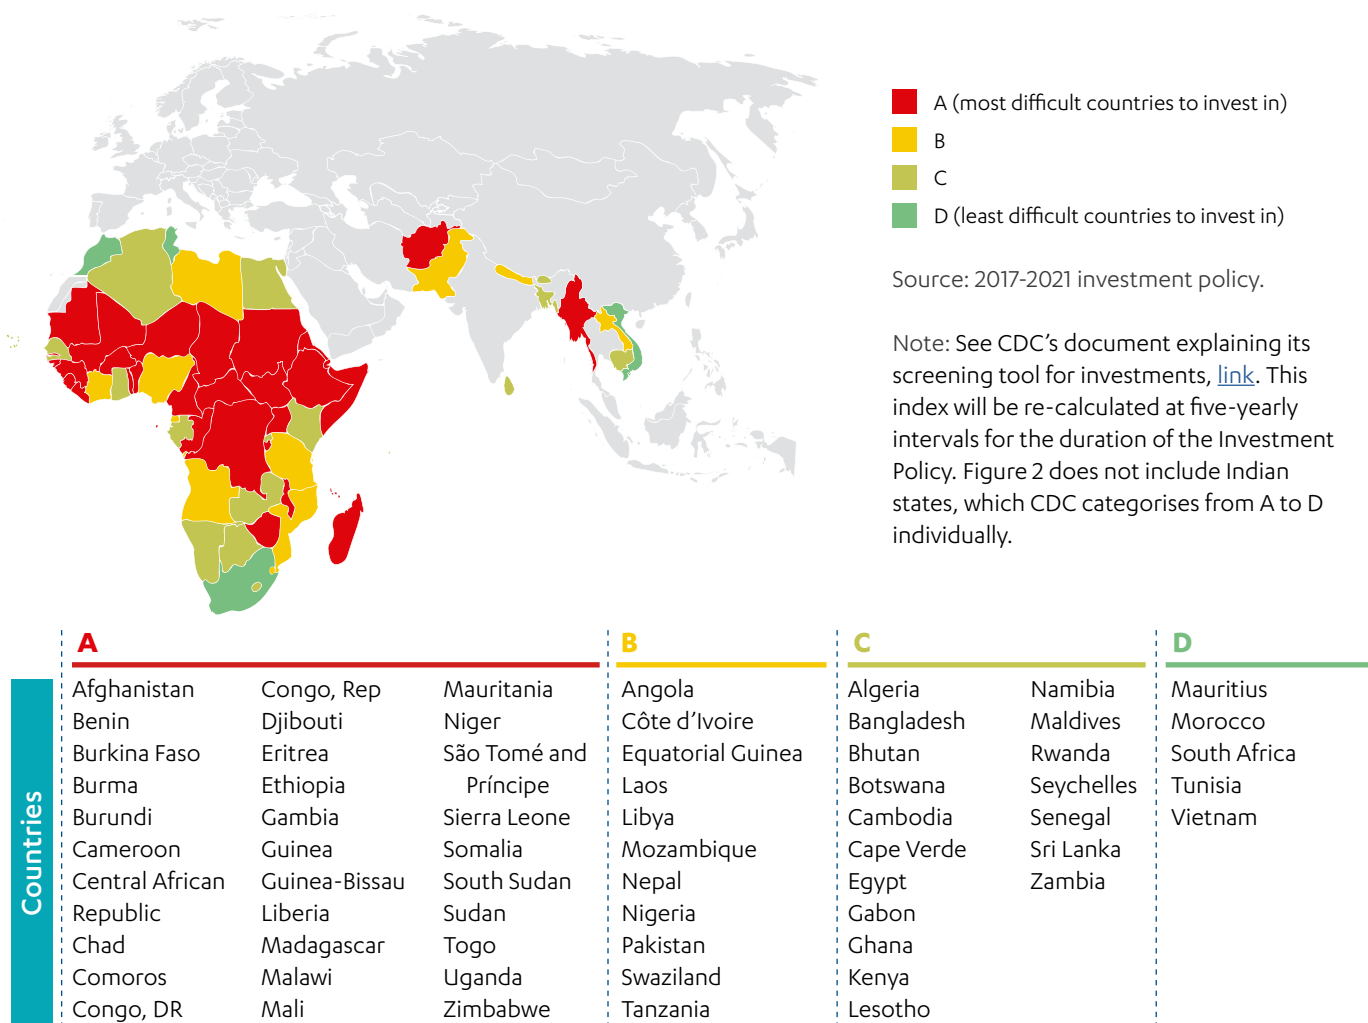 A (most difficult countries to invest in)
B
C
D (least difficult countries to invest in)
Source: 2017-2021 investment policy.
Note: See CDC’s document explaining its
screening tool for investments, link. This
index will be re-calculated at five-yearly
intervals for the duration of the Investment
Policy. Figure 2 does not include Indian
states, which CDC categorises from A to D
individually.
Countries
A
Afghanistan
Benin
Burkina Faso
Burma
Burundi
Cameroon
Central African
Republic
Chad
Comoros
Congo, DR
Congo, Rep
Djibouti
Eritrea
Ethiopia
Gambia
Guinea
Guinea-Bissau
Liberia
Madagascar
Malawi
Mali
Mauritania
Niger
São Tomé and
Príncipe
Sierra Leone
Somalia
South Sudan
Sudan
Togo
Uganda
Zimbabwe
B
Angola
Côte d’Ivoire
Equatorial Guinea
Laos
Libya
Mozambique
Nepal
Nigeria
Pakistan
Swaziland
Tanzania
C
Algeria
Bangladesh
Bhutan
Botswana
Cambodia
Cape Verde
Egypt
Gabon
Ghana
Kenya
Lesotho
Namibia
Maldives
Rwanda
Seychelles
Senegal
Sri Lanka
Zambia
D
Mauritius
Morocco
South Africa
Tunisia
Vietnam